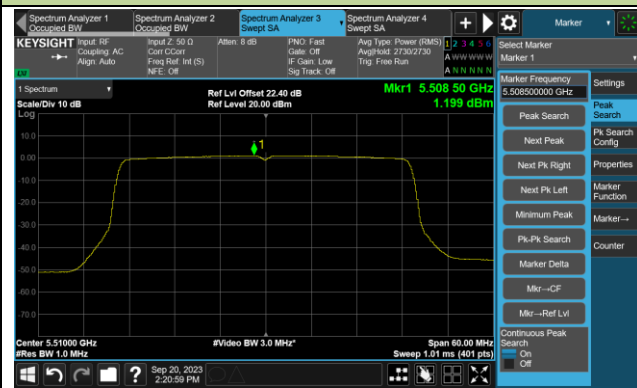 Spectrum Analyzer 1
Occupied BW
Spectrum Analyzer 2
Occupied BW
Spectrum Analyzer 3
Swept SA
Spectrum Analyzer 4
Swept SA
+
Marker
KEYSIGHT
Input: RF
Coupling: AC
Align: Auto
Input Z: 50 Ω
Corr CCorr
Freq Ref: Int (S)
NFE: Off
Atten: 8 dB
PNO: Fast
Gate: Off
IF Gain: Low
Sig Track: Off
Avg Type: Power (RMS)
Avg|Hold: 2730/2730
Trig: Free Run
1 2 3 4 5 6
A W W W W W
A N N N N N
Select Marker
Marker 1
1 Spectrum
Scale/Div 10 dB
Log
Ref Lvl Offset 22.40 dB
Ref Level 20.00 dBm
Mkr1 5.508 50 GHz
1.199 dBm
10.0
0.00
-10.0
-20.0
-30.0
-40.0
-50.0
-60.0
-70.0
1
Center 5.51000 GHz
#Res BW 1.0 MHz
#Video BW 3.0 MHz*
Span 60.00 MHz
Sweep 1.01 ms (401 pts)
Marker Frequency
5.508500000 GHz
Peak Search
Next Peak
Next Pk Right
Next Pk Left
Minimum Peak
Pk-Pk Search
Marker Delta
Mkr→CF
Mkr→Ref Lvl
Continuous Peak
Search
On
Off
Settings
Peak
Search
Pk Search
Config
Properties
Marker
Function
Marker→
Counter
?
Sep 20, 2023
2:20:59 PM